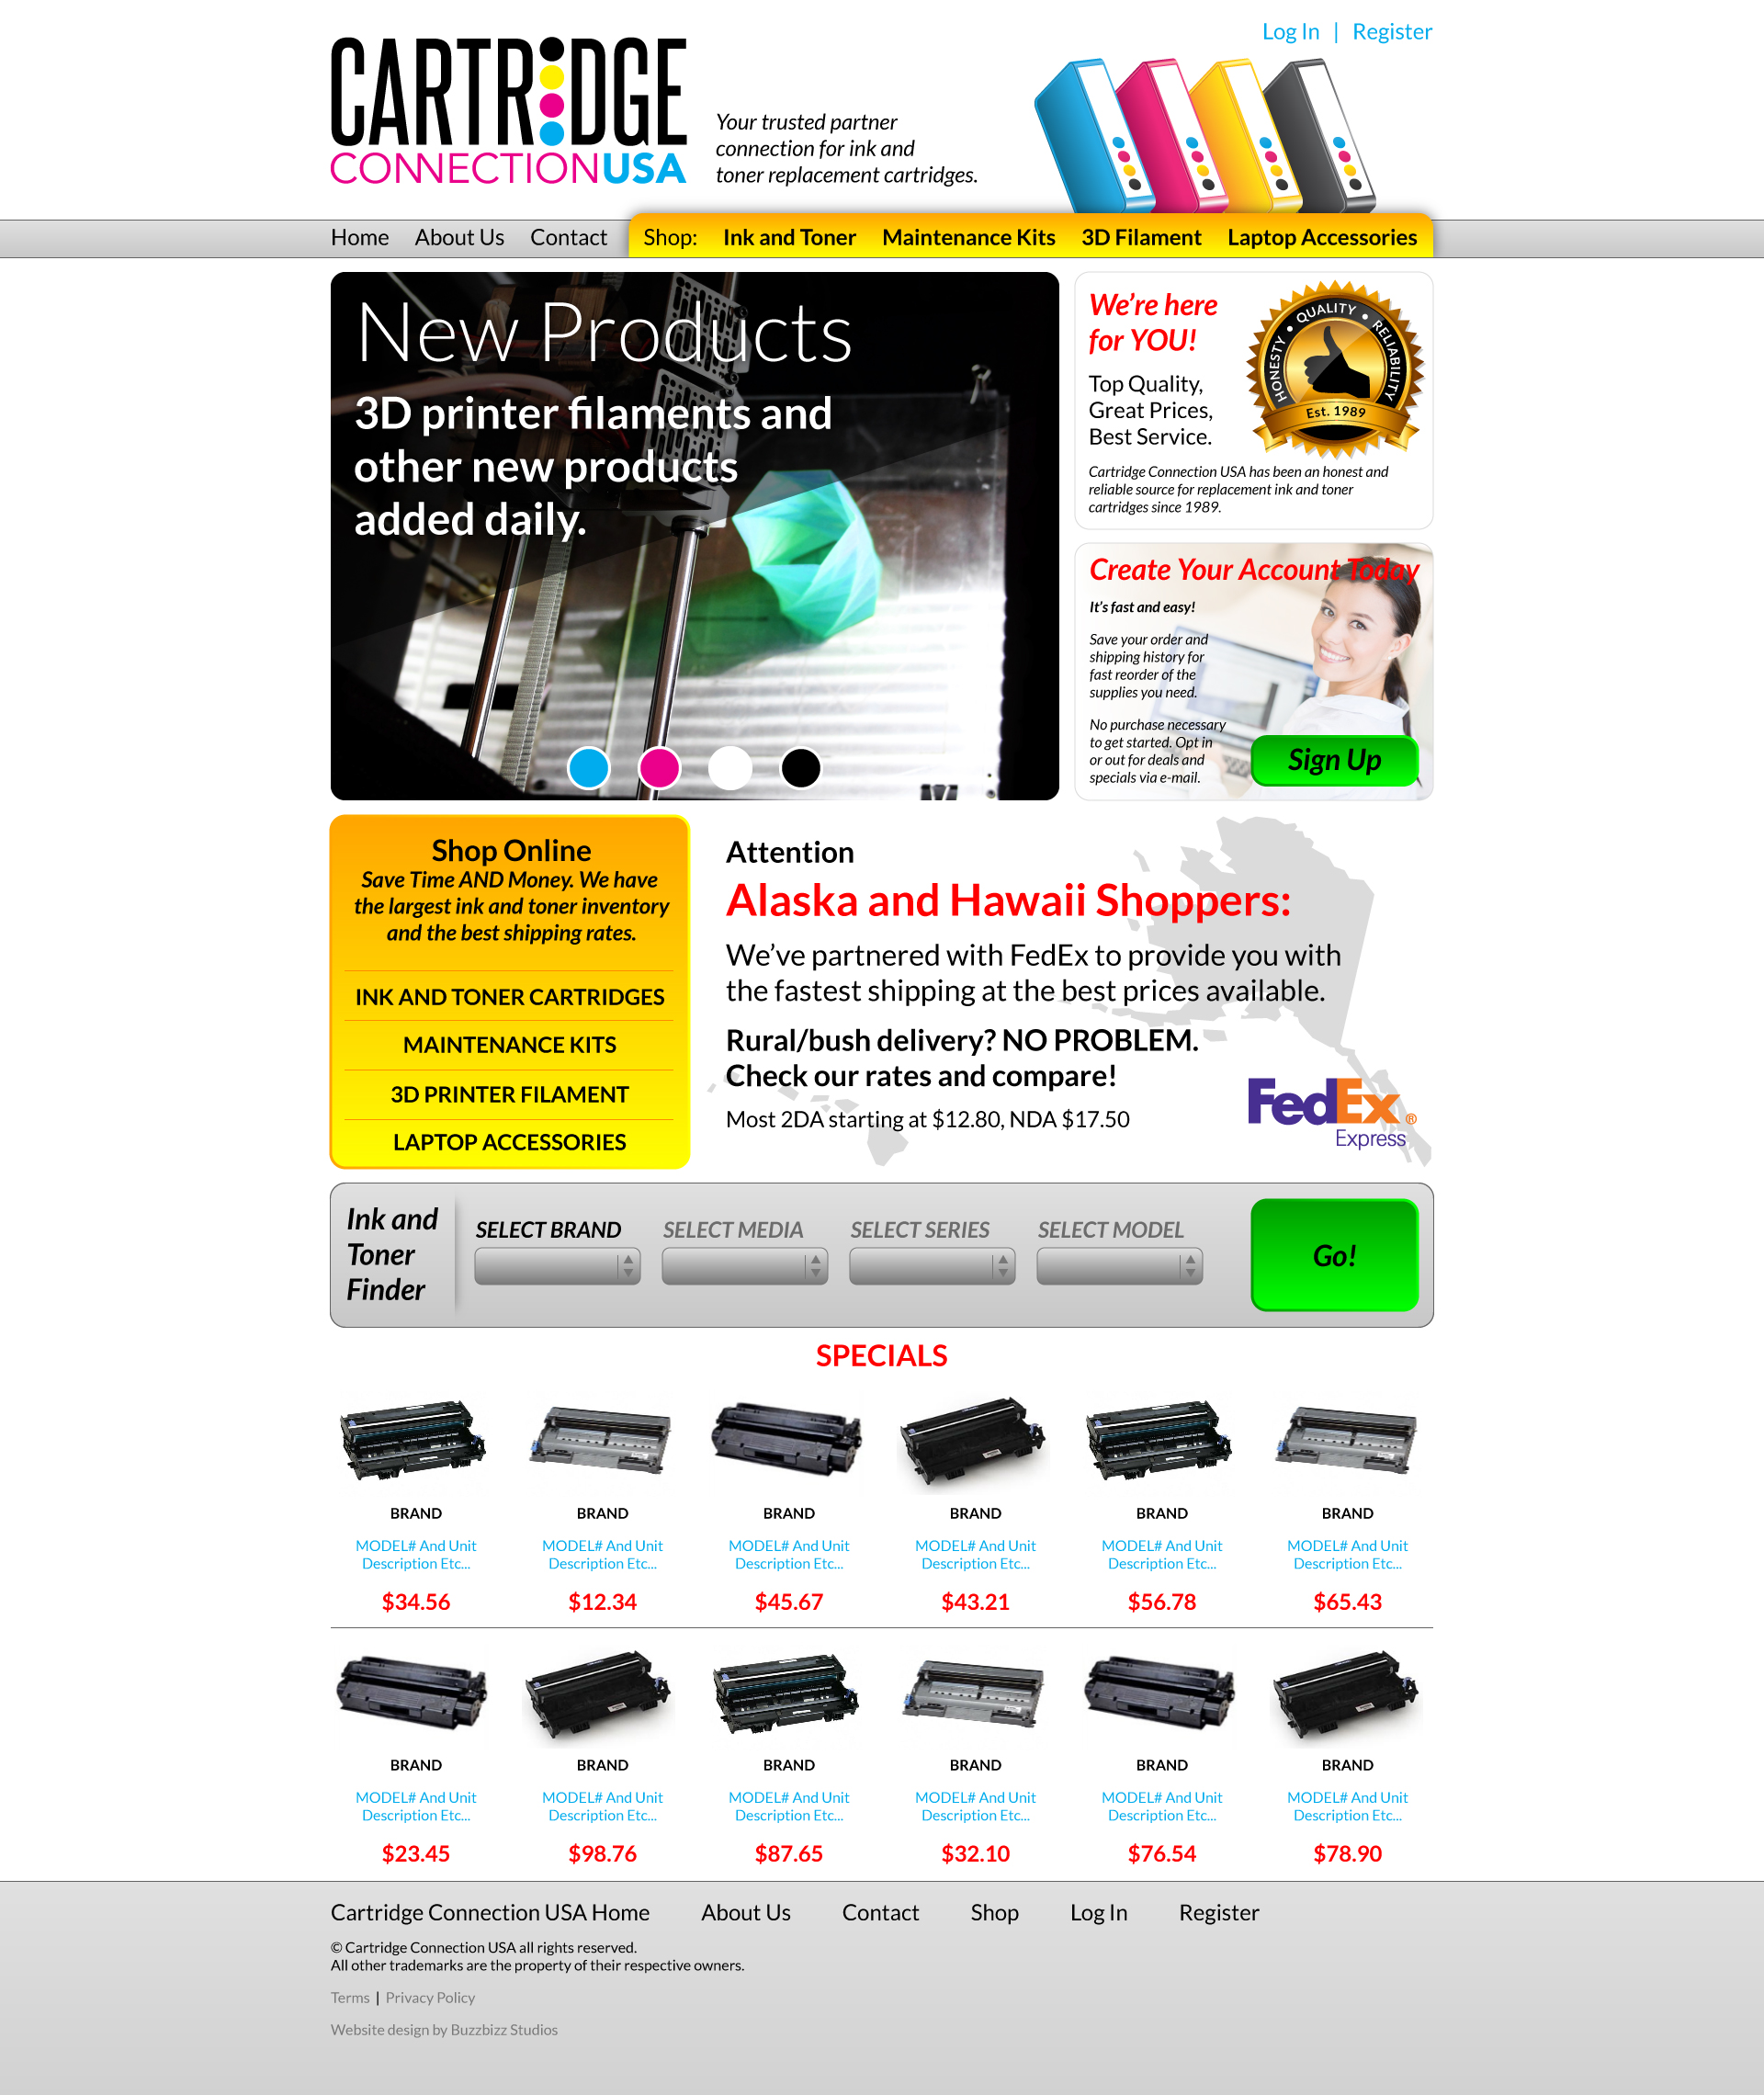 Log In | Register
CARTRIDGE
CONNECTIONUSA
Your trusted partner
connection for ink and
toner replacement cartridges.
Home About Us Contact Shop: Ink and Toner Maintenance Kits 3D Filament Laptop Accessories
New Products
3D printer filaments and
other new products
added daily.
We're here
for YOU!
Top Quality,
Great Prices,
Best Service.
HONESTY • QUALITY • RELIABILITY
Est. 1989
Cartridge Connection USA has been an honest and
reliable source for replacement ink and toner
cartridges since 1989.
Create Your Account Today
It's fast and easy!
Save your order and
shipping history for
fast reorder of the
supplies you need.
No purchase necessary
to get started. Opt in
or out for deals and
specials via e-mail.
Sign Up
Shop Online
Save Time AND Money. We have
the largest ink and toner inventory
and the best shipping rates.
INK AND TONER CARTRIDGES
MAINTENANCE KITS
3D PRINTER FILAMENT
LAPTOP ACCESSORIES
Attention
Alaska and Hawaii Shoppers:
We've partnered with FedEx to provide you with
the fastest shipping at the best prices available.
Rural/bush delivery? NO PROBLEM.
Check our rates and compare!
Most 2DA starting at $12.80, NDA $17.50
FedEx ®
Express
Ink and
Toner
Finder
SELECT BRAND SELECT MEDIA SELECT SERIES SELECT MODEL
Go!
SPECIALS
BRAND BRAND BRAND BRAND BRAND BRAND
MODEL# And Unit MODEL# And Unit MODEL# And Unit MODEL# And Unit MODEL# And Unit MODEL# And Unit
Description Etc... Description Etc... Description Etc... Description Etc... Description Etc... Description Etc...
$34.56 $12.34 $45.67 $43.21 $56.78 $65.43
BRAND BRAND BRAND BRAND BRAND BRAND
MODEL# And Unit MODEL# And Unit MODEL# And Unit MODEL# And Unit MODEL# And Unit MODEL# And Unit
Description Etc... Description Etc... Description Etc... Description Etc... Description Etc... Description Etc...
$23.45 $98.76 $87.65 $32.10 $76.54 $78.90
Cartridge Connection USA Home About Us Contact Shop Log In Register
© Cartridge Connection USA all rights reserved.
All other trademarks are the property of their respective owners.
Terms | Privacy Policy
Website design by Buzzbizz Studios